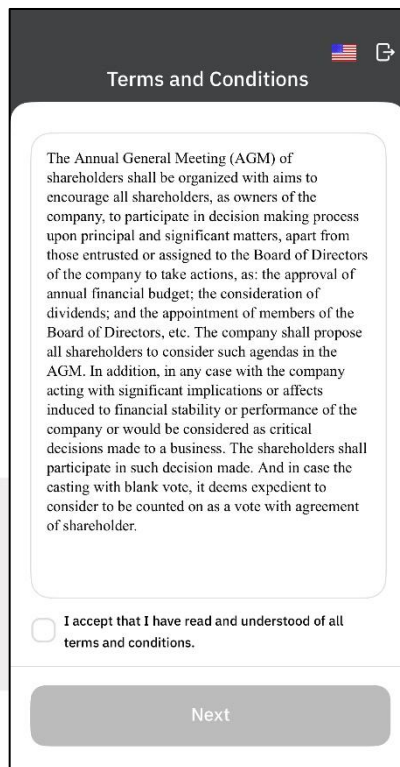 Terms and Conditions
The Annual General Meeting (AGM) of
shareholders shall be organized with aims to
encourage all shareholders, as owners of the
company, to participate in decision making process
upon principal and significant matters, apart from
those entrusted or assigned to the Board of Directors
of the company to take actions, as: the approval of
annual financial budget; the consideration of
dividends; and the appointment of members of the
Board of Directors, etc. The company shall propose
all shareholders to consider such agendas in the
AGM. In addition, in any case with the company
acting with significant implications or affects
induced to financial stability or performance of the
company or would be considered as critical
decisions made to a business. The shareholders shall
participate in such decision made. And in case the
casting with blank vote, it deems expedient to
consider to be counted on as a vote with agreement
of shareholder.
I accept that I have read and understood of all
terms and conditions.
Next